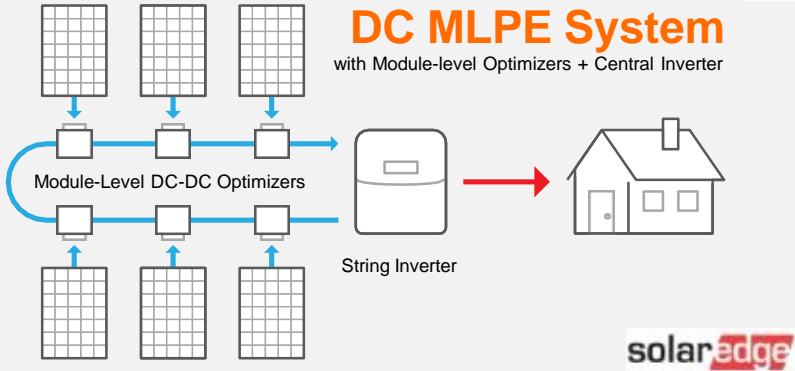 DC MLPE System
with Module-level Optimizers + Central Inverter
Module-Level DC-DC Optimizers
String Inverter
solaredge